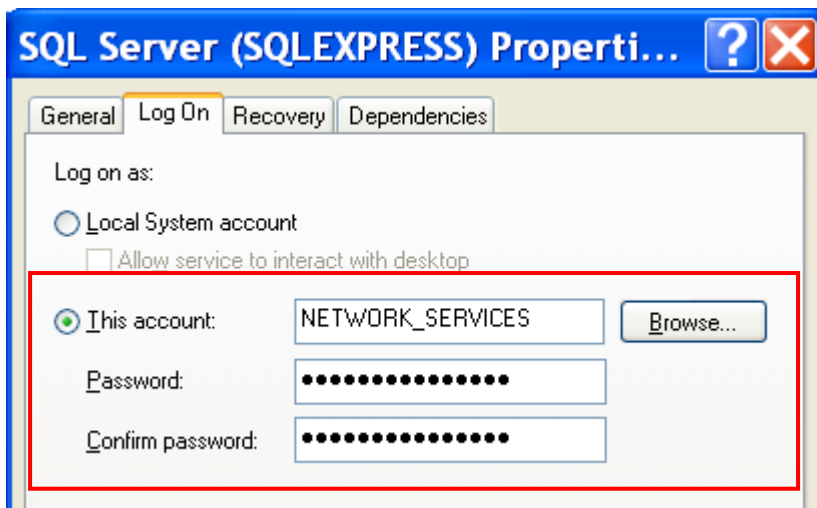 SQL Server (SQLEXPRESS) Properti...
General Log On Recovery Dependencies
Log on as:
Local System account
Allow service to interact with desktop
This account: NETWORK_SERVICES Browse...
Password: •••••••••••••••
Confirm password: •••••••••••••••